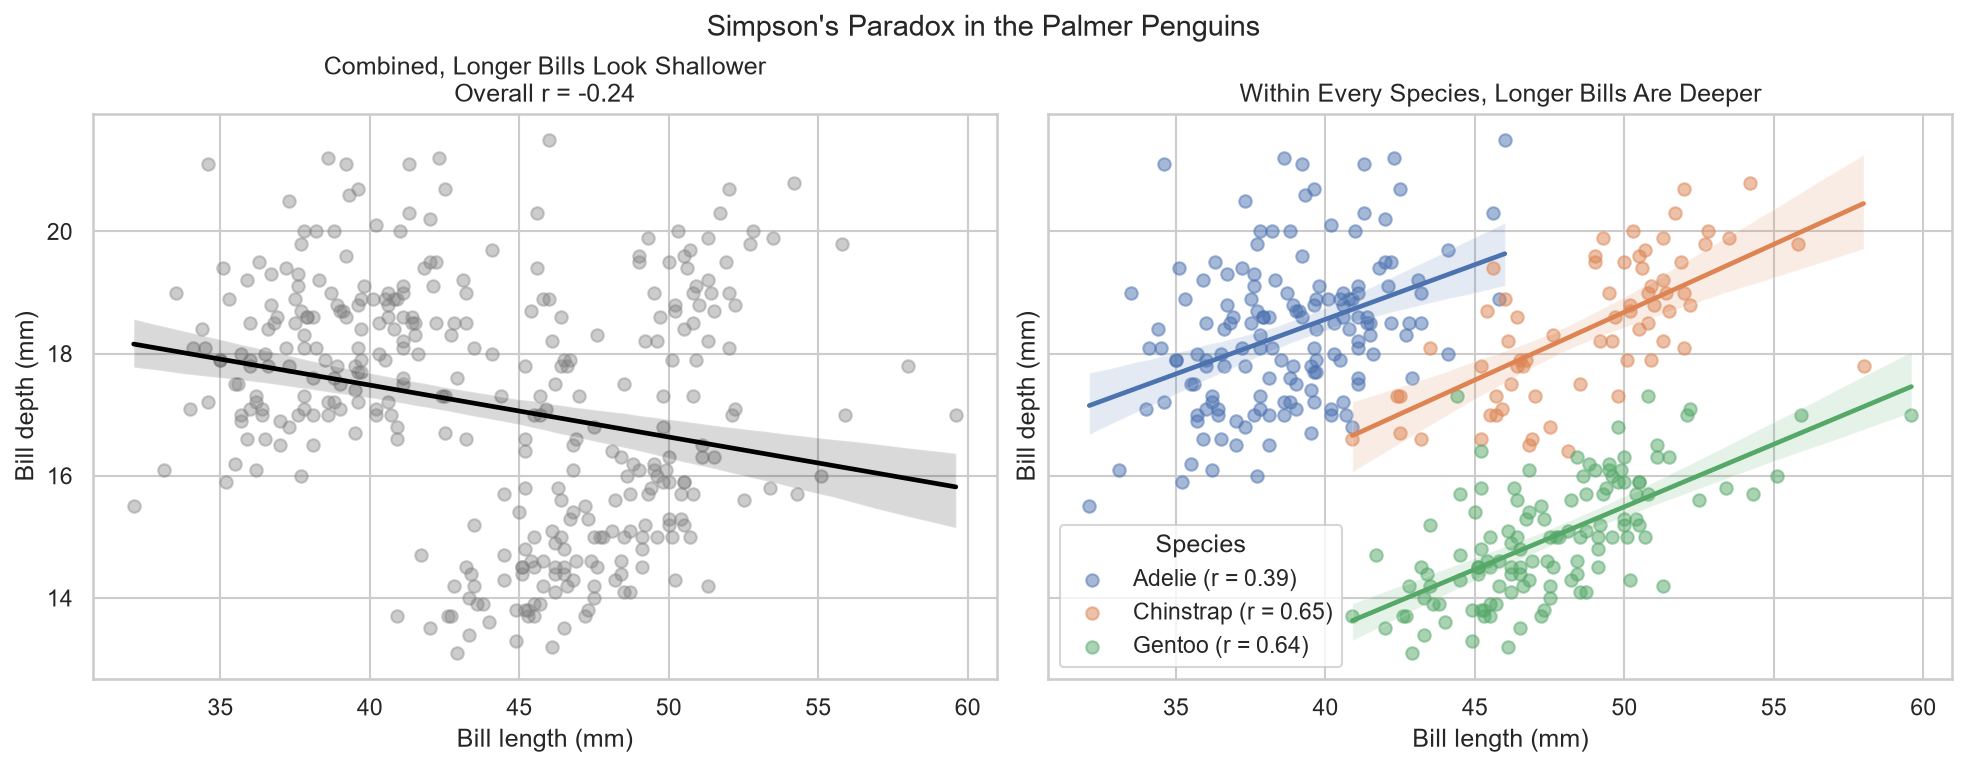 Simpson's Paradox in the Palmer Penguins
Combined, Longer Bills Look Shallower
Overall r = -0.24
Bill depth (mm)
20
18
16
14
35
40
45
50
55
60
Bill length (mm)
Within Every Species, Longer Bills Are Deeper
Bill depth (mm)
Species
Adelie (r = 0.39)
Chinstrap (r = 0.65)
Gentoo (r = 0.64)
35
40
45
50
55
60
Bill length (mm)